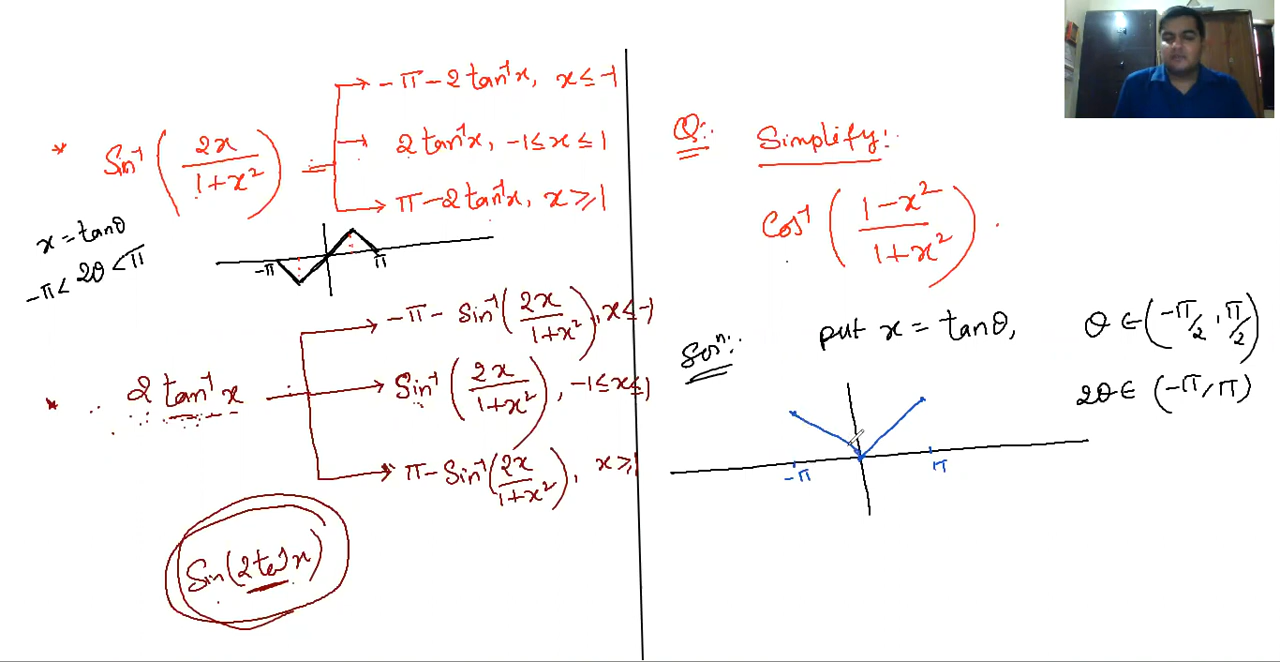 * Sin⁻¹(2x/1+x²) =
-π-2tan⁻¹x, x≤-1
2tan⁻¹x, -1≤x≤1
π-2tan⁻¹x, x≥1
x=tanθ
-π<2θ<π
-π π
* 2tan⁻¹x
-π-Sin⁻¹(2x/1+x²), x≤-1
Sin⁻¹(2x/1+x²), -1≤x≤1
π-Sin⁻¹(2x/1+x²), x≥1
Sin(2tan⁻¹x)
Q:. Simplify:.
Cos⁻¹(1-x²/1+x²).
Solⁿ:. put x=tanθ, θ∈(-π/2,π/2)
2θ∈(-π,π)
-π π